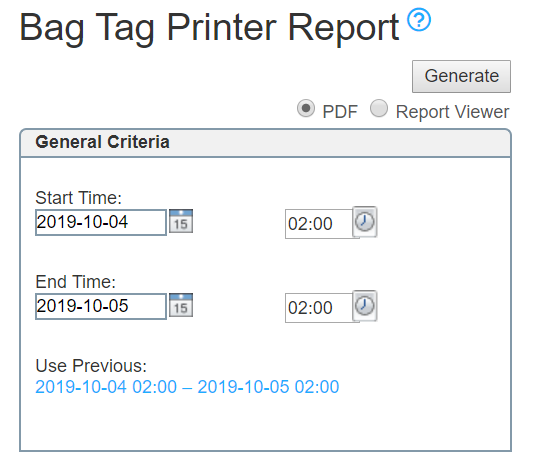 Bag Tag Printer Report ?
Generate
PDF Report Viewer
General Criteria
Start Time:
2019-10-04 15 02:00
End Time:
2019-10-05 15 02:00
Use Previous:
2019-10-04 02:00 – 2019-10-05 02:00